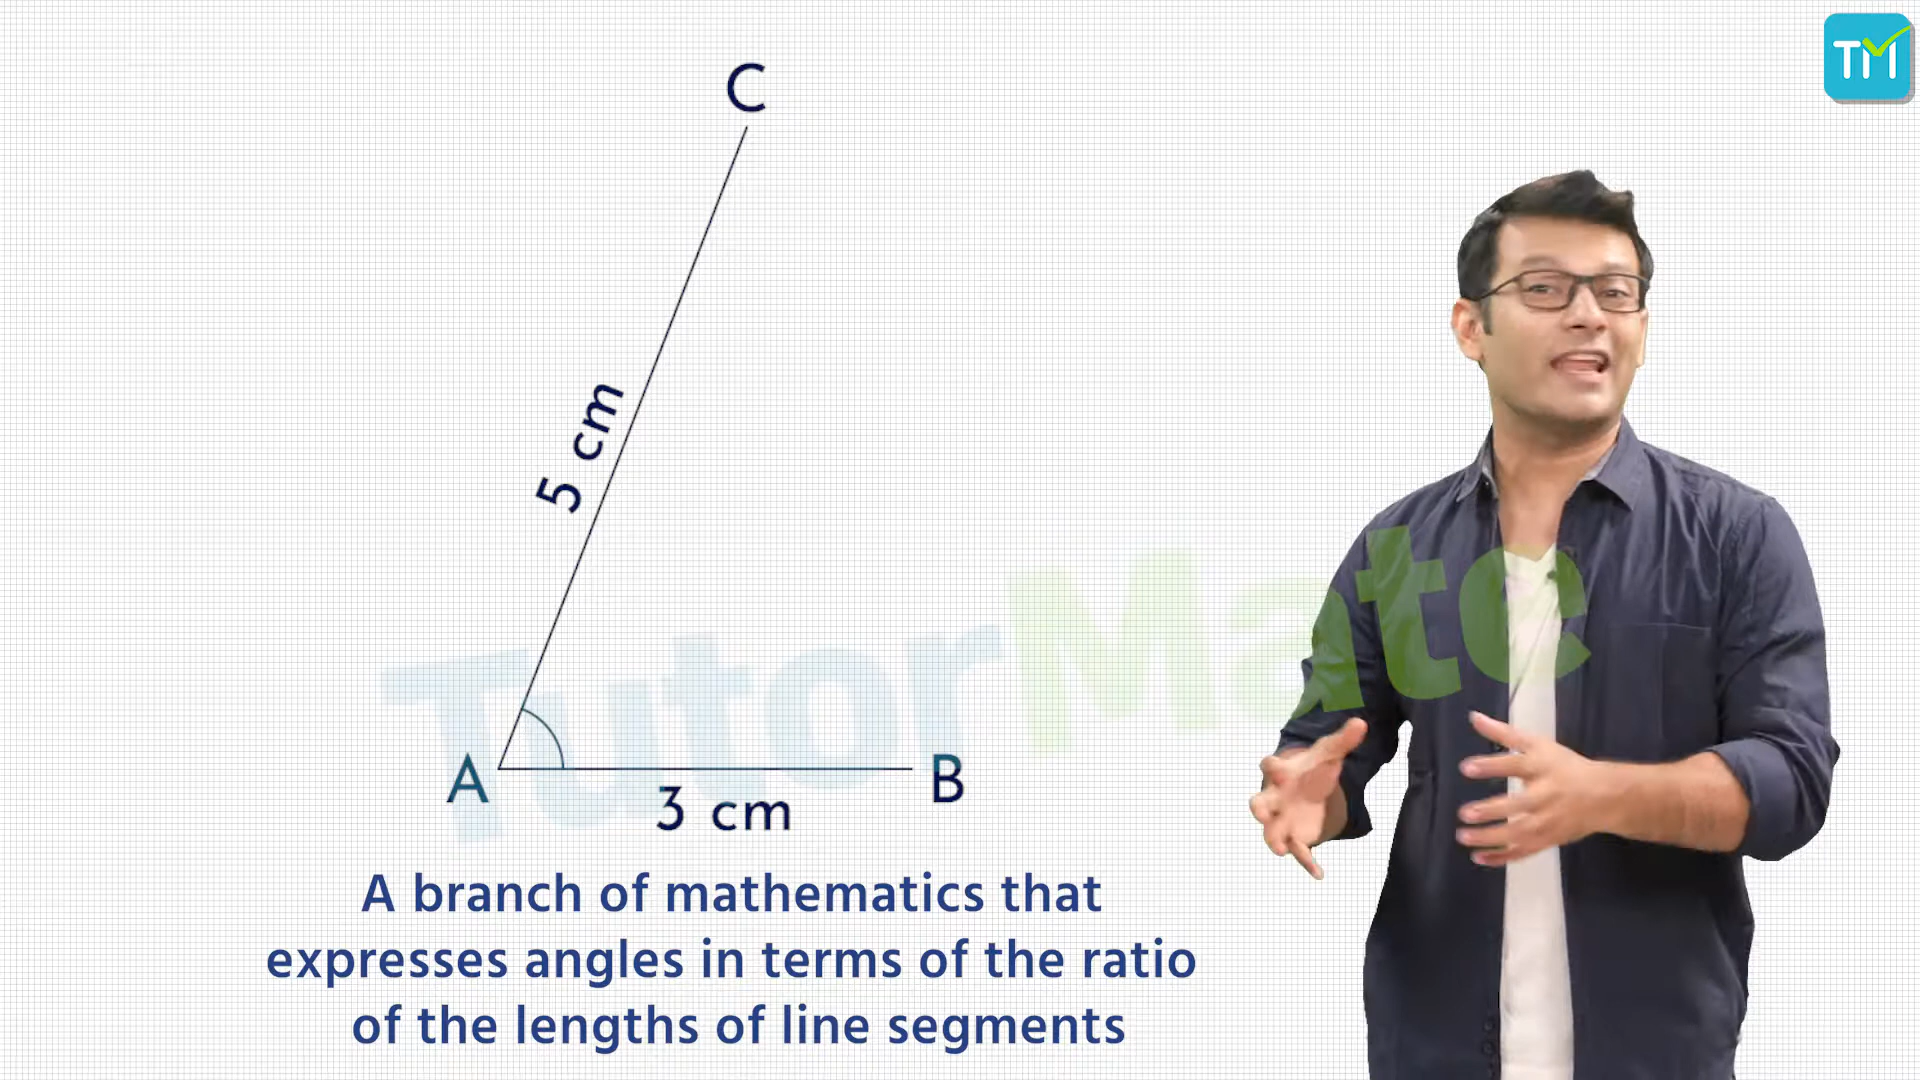 TM
C
5 cm
A
B
3 cm
TutorMate
A branch of mathematics that
expresses angles in terms of the ratio
of the lengths of line segments